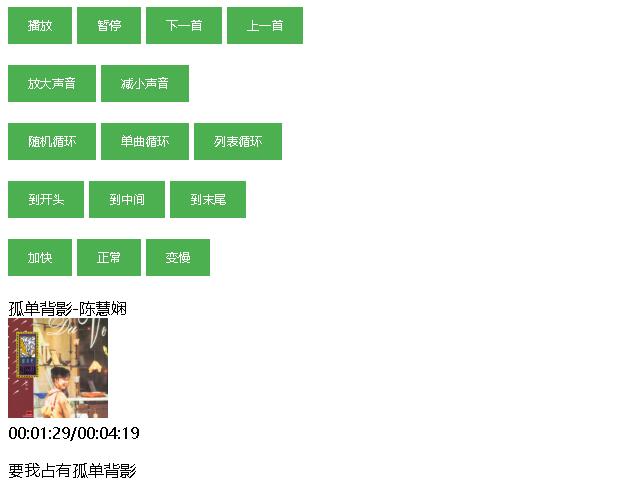 播放 暂停 下一首 上一首
放大声音 减小声音
随机循环 单曲循环 列表循环
到开头 到中间 到末尾
加快 正常 变慢
孤单背影-陈慧娴
00:01:29/00:04:19
要我占有孤单背影